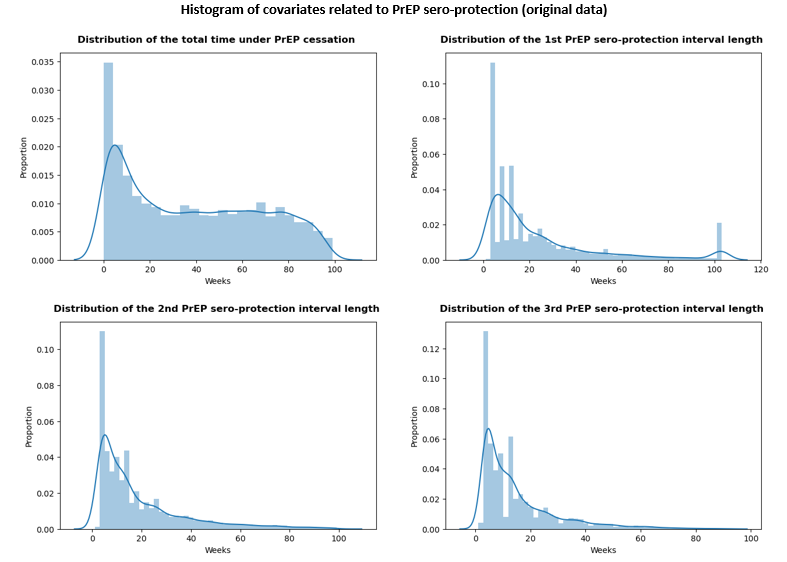 Histogram of covariates related to PrEP sero-protection (original data)
Distribution of the total time under PrEP cessation
Proportion
0.035
0.030
0.025
0.020
0.015
0.010
0.005
0.000
0 20 40 60 80 100
Weeks
Distribution of the 1st PrEP sero-protection interval length
Proportion
0.10
0.08
0.06
0.04
0.02
0.00
0 20 40 60 80 100 120
Weeks
Distribution of the 2nd PrEP sero-protection interval length
Proportion
0.10
0.08
0.06
0.04
0.02
0.00
0 20 40 60 80 100
Weeks
Distribution of the 3rd PrEP sero-protection interval length
Proportion
0.12
0.10
0.08
0.06
0.04
0.02
0.00
0 20 40 60 80 100
Weeks